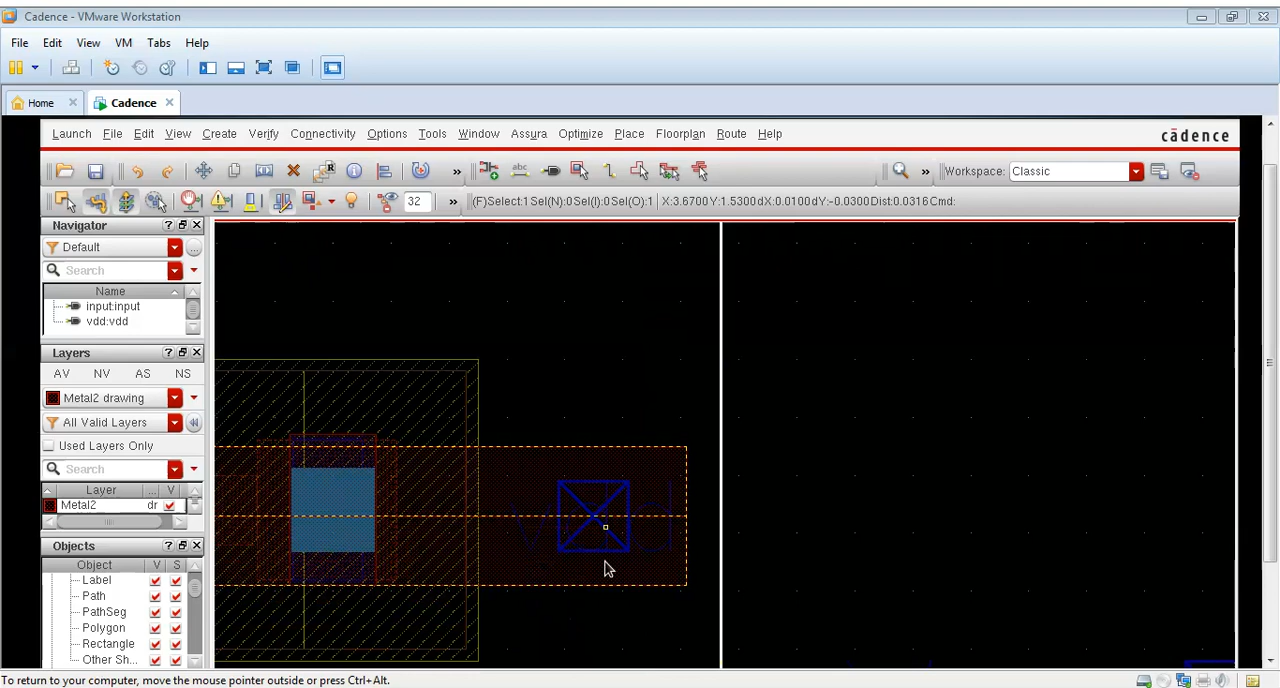 Cadence - VMware Workstation
File Edit View VM Tabs Help
Home Cadence
Launch File Edit View Create Verify Connectivity Options Tools Window Assura Optimize Place Floorplan Route Help cādence
abc R Workspace: Classic
32 (F)Select:1 Sel(N):0 Sel(I):0 Sel(O):1 X:3.6700 Y:1.5300 dX:0.0100 dY:-0.0300 Dist:0.0316 Cmd:
Navigator
Default
Search
Name
input:input
vdd:vdd
Layers
AV NV AS NS
Metal2 drawing
All Valid Layers
Used Layers Only
Search
Layer ... V
Metal2 dr
Objects
Object V S
Label
Path
PathSeg
Polygon
Rectangle
Other Sh...
To return to your computer, move the mouse pointer outside or press Ctrl+Alt.